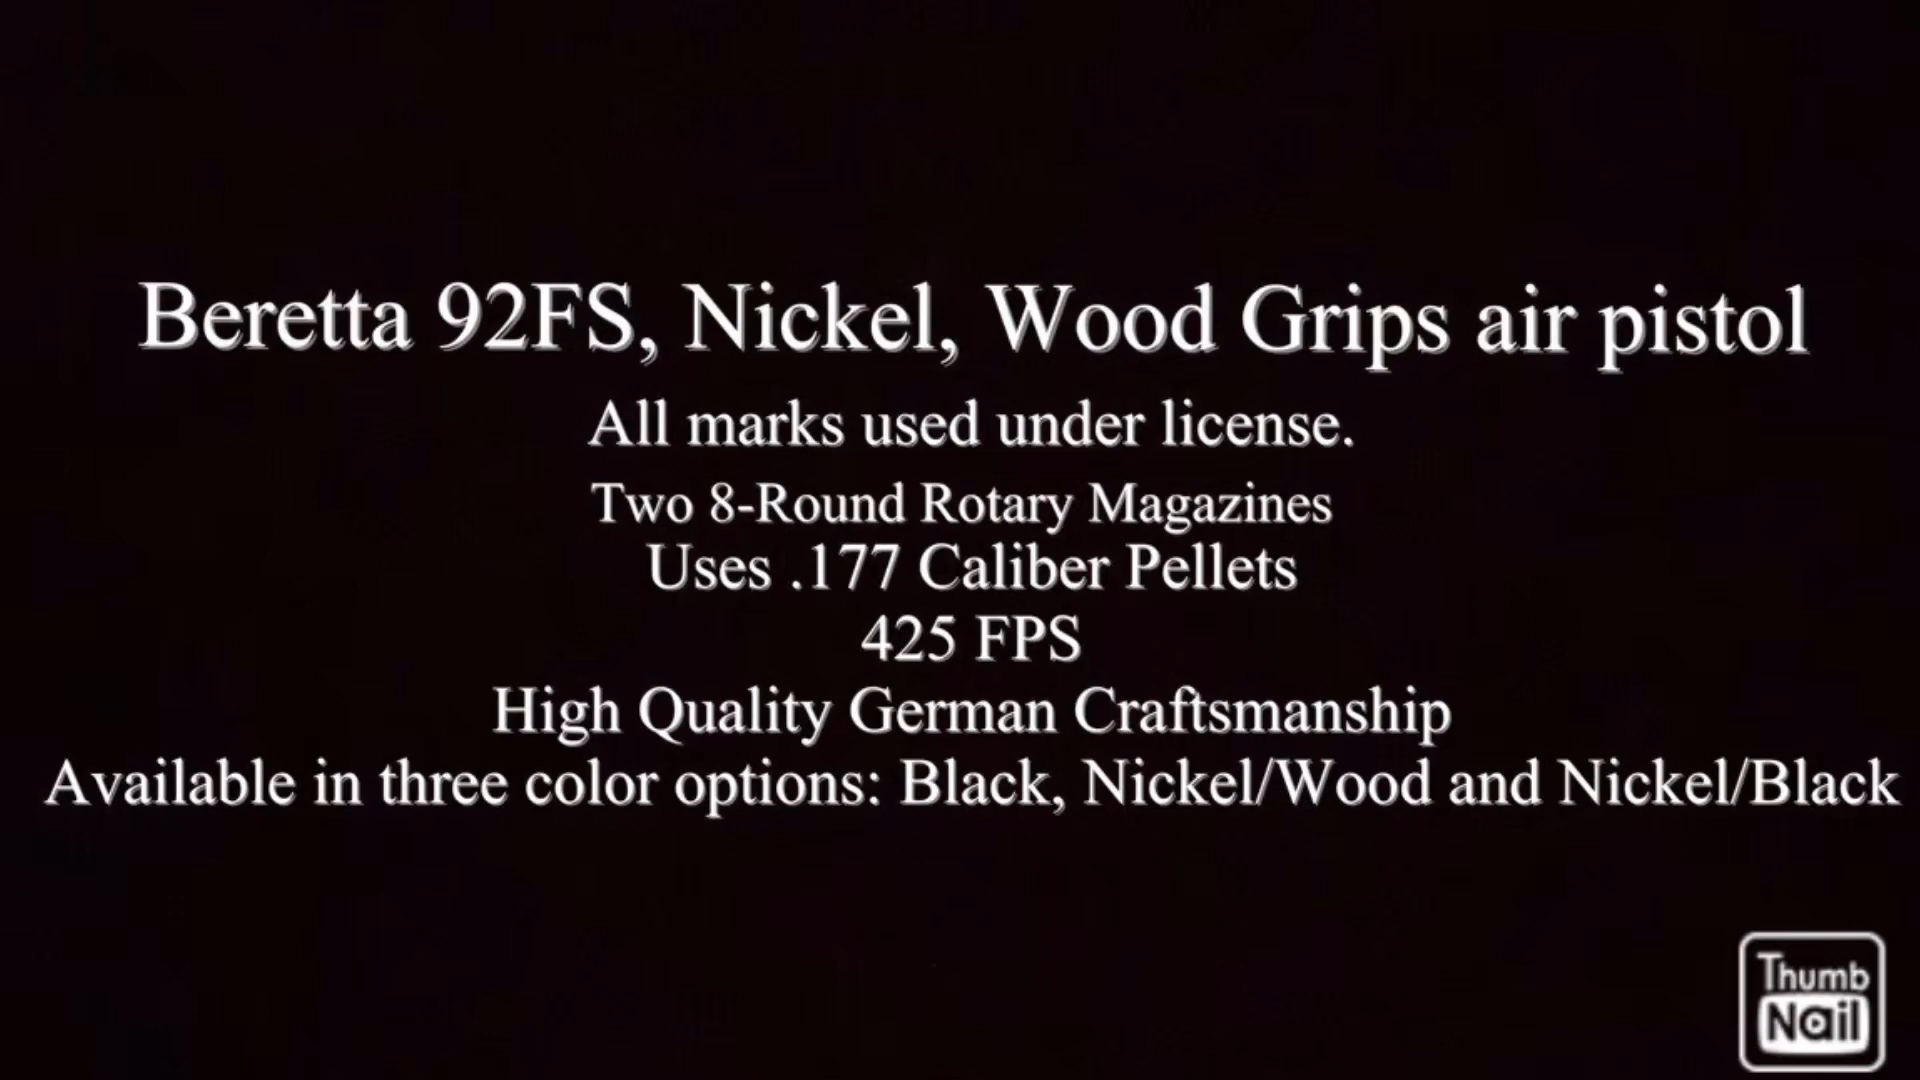 Beretta 92FS, Nickel, Wood Grips air pistol
All marks used under license.
Two 8-Round Rotary Magazines
Uses .177 Caliber Pellets
425 FPS
High Quality German Craftsmanship
Available in three color options: Black, Nickel/Wood and Nickel/Black
Thumb
Nail